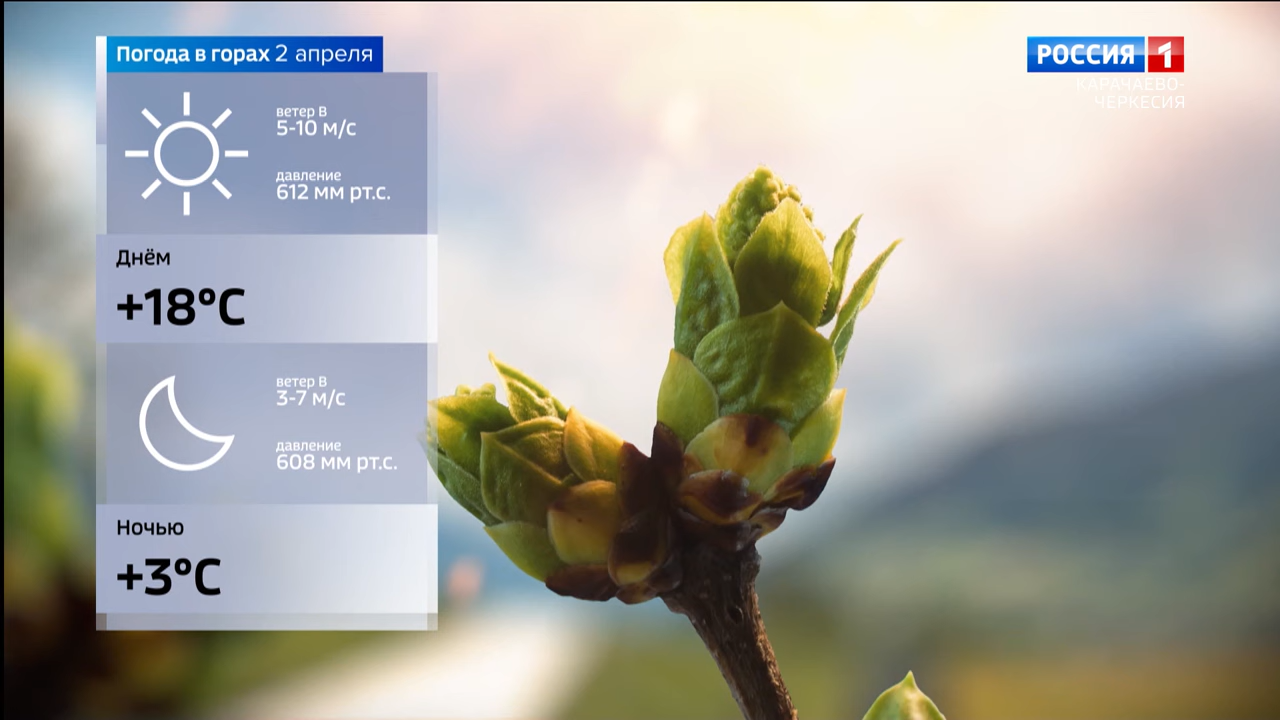 Погода в горах 2 апреля
РОССИЯ 1
КАРАЧАЕВО-
ЧЕРКЕСИЯ
ветер В
5-10 м/с
давление
612 мм рт.с.
Днём
+18°C
ветер В
3-7 м/с
давление
608 мм рт.с.
Ночью
+3°C